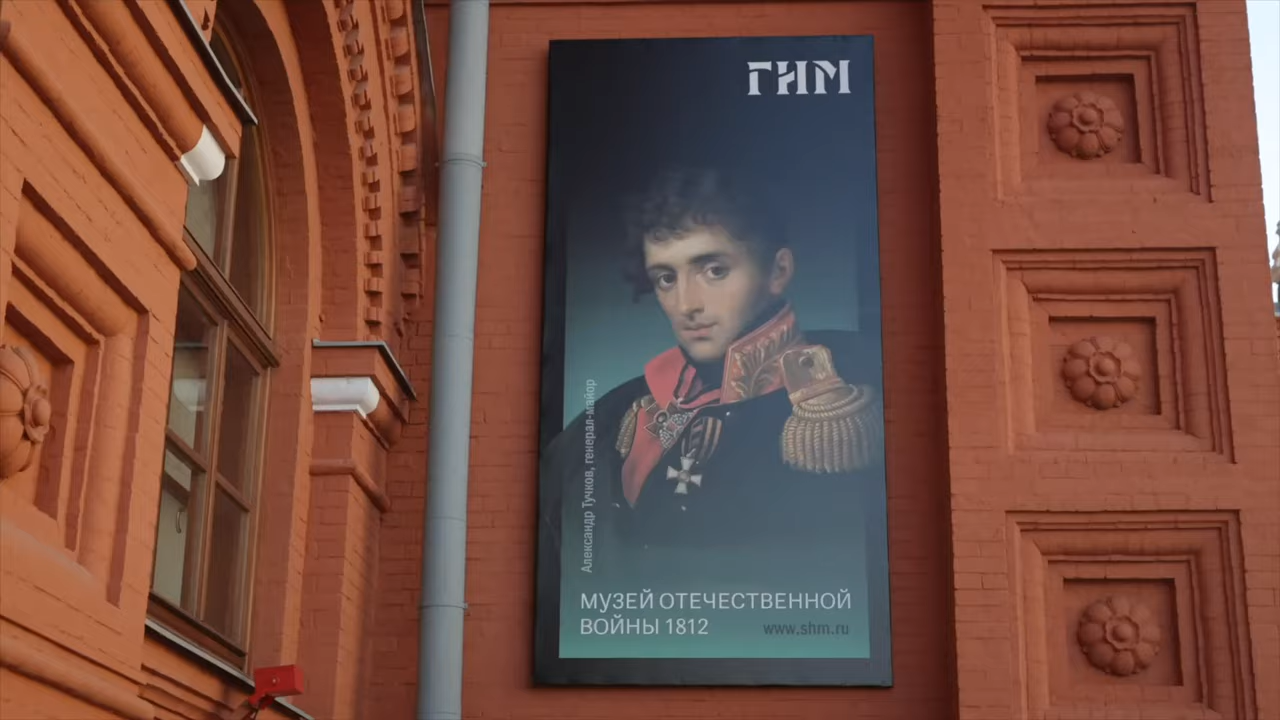 ГИМ
Александр Тучков, генерал-майор
МУЗЕЙ ОТЕЧЕСТВЕННОЙ
ВОЙНЫ 1812
www.shm.ru